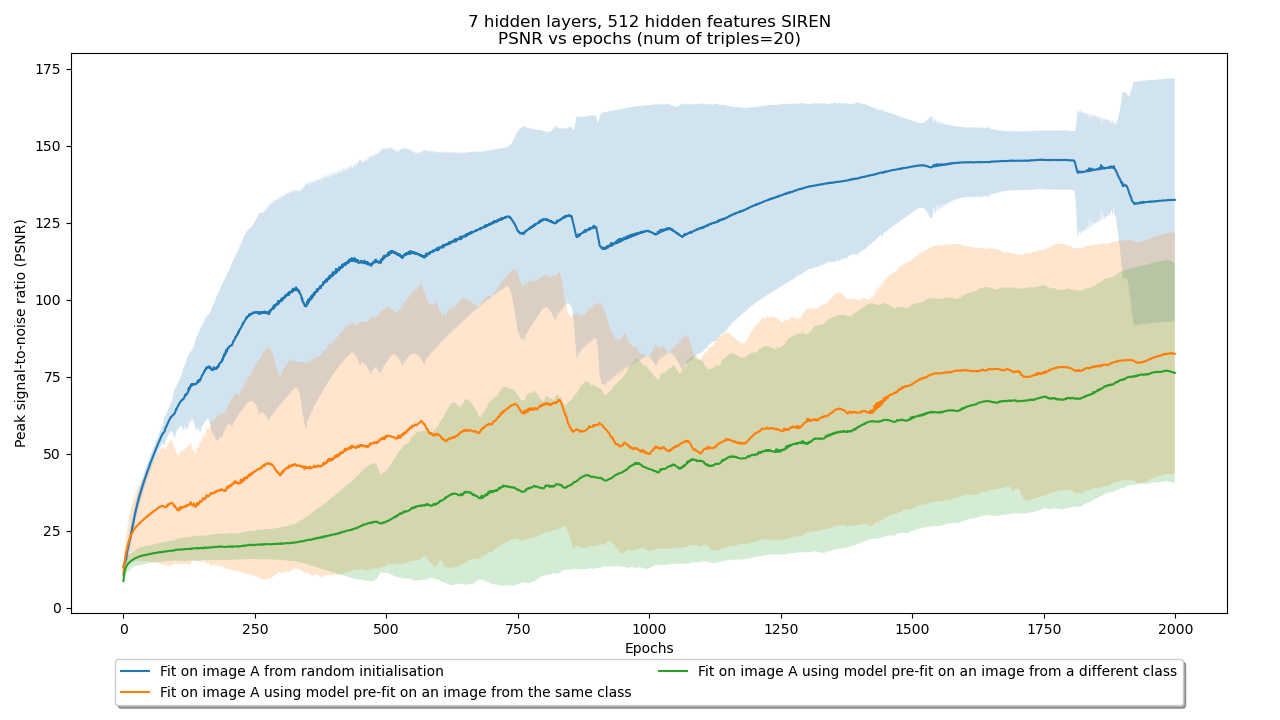 7 hidden layers, 512 hidden features SIREN
PSNR vs epochs (num of triples=20)
Peak signal-to-noise ratio (PSNR)
175
150
125
100
75
50
25
0
0 250 500 750 1000 1250 1500 1750 2000
Epochs
Fit on image A from random initialisation
Fit on image A using model pre-fit on an image from the same class
Fit on image A using model pre-fit on an image from a different class